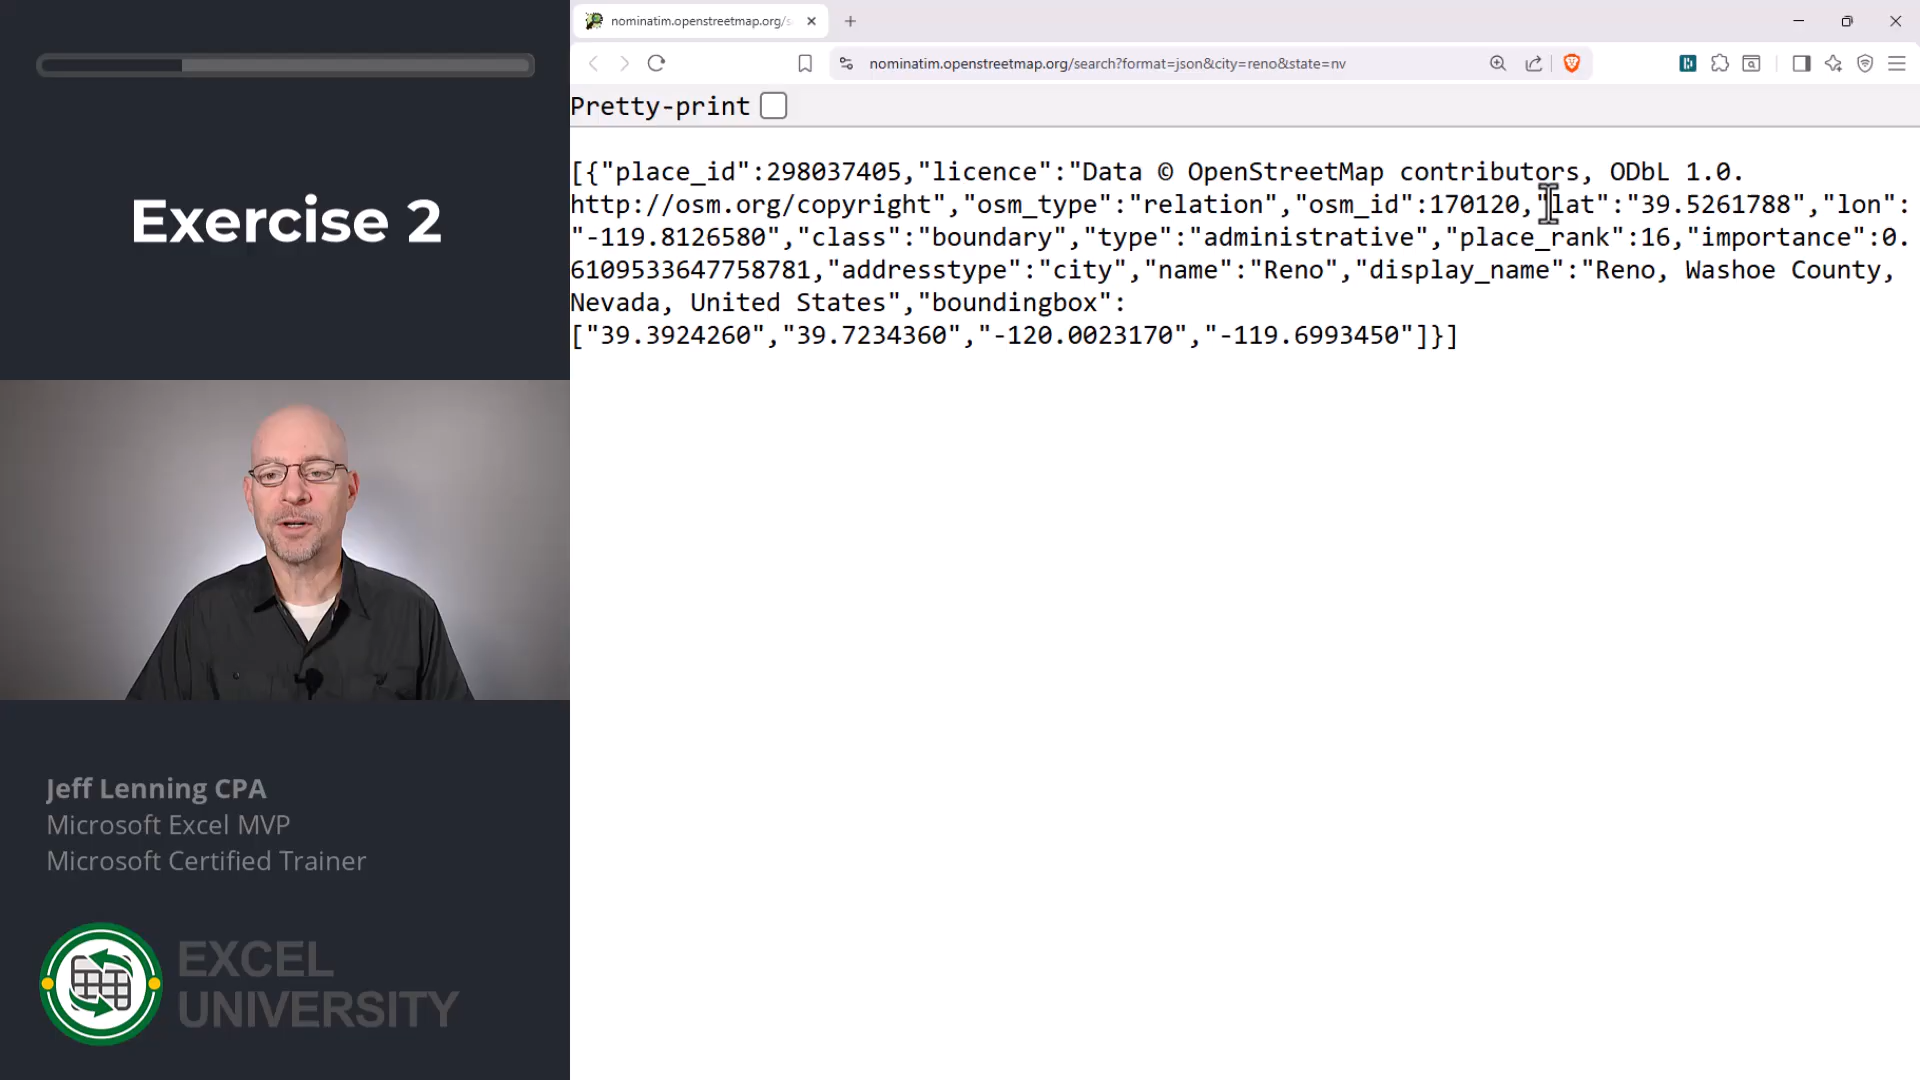 Exercise 2
Jeff Lenning CPA
Microsoft Excel MVP
Microsoft Certified Trainer
EXCEL
UNIVERSITY
nominatim.openstreetmap.org/s
nominatim.openstreetmap.org/search?format=json&city=reno&state=nv
Pretty-print
[{"place_id":298037405,"licence":"Data © OpenStreetMap contributors, ODbL 1.0.
http://osm.org/copyright","osm_type":"relation","osm_id":170120,"lat":"39.5261788","lon":
"-119.8126580","class":"boundary","type":"administrative","place_rank":16,"importance":0.
6109533647758781,"addresstype":"city","name":"Reno","display_name":"Reno, Washoe County,
Nevada, United States","boundingbox":
["39.3924260","39.7234360","-120.0023170","-119.6993450"]}]